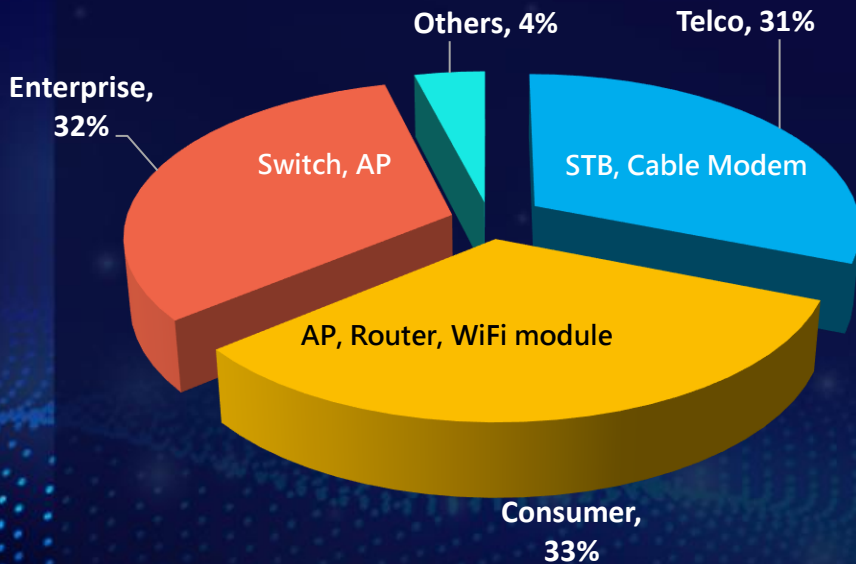 Others, 4%
Telco, 31%
Enterprise,
32%
Switch, AP
STB, Cable Modem
AP, Router, WiFi module
Consumer,
33%